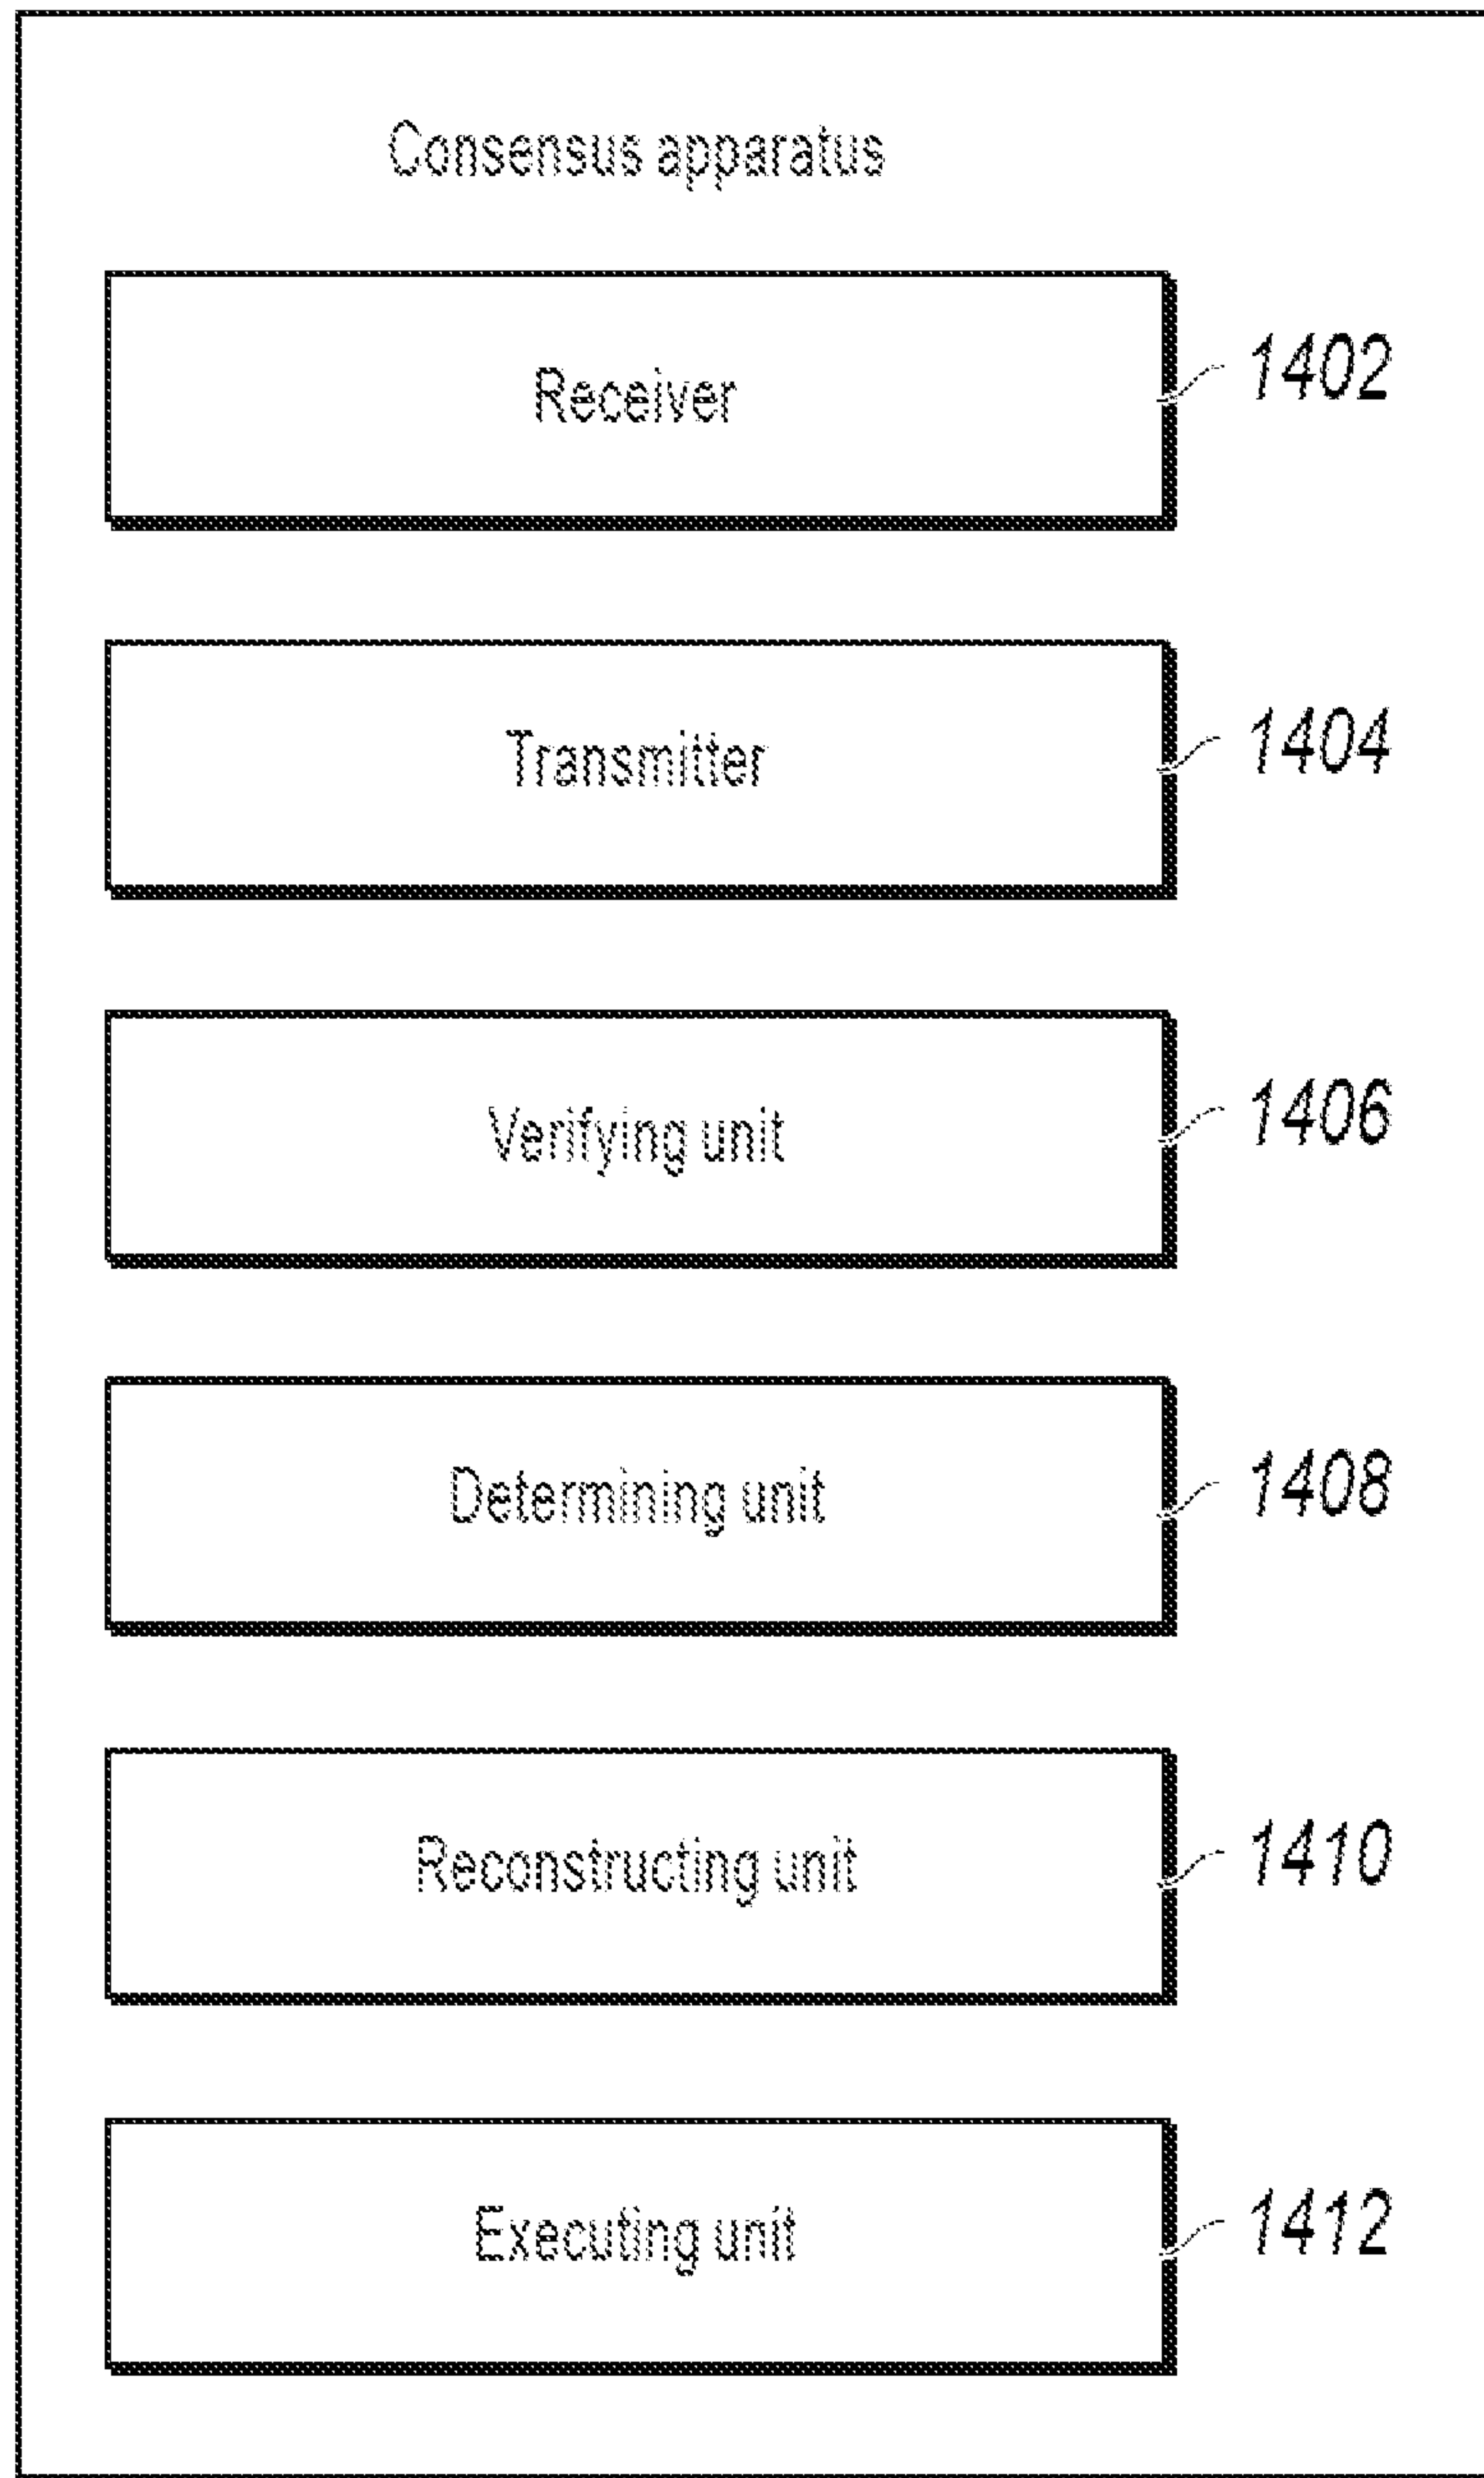 Consensus apparatus
Receiver
1402
Transmitter
1404
Verifying unit
1406
Determining unit
1408
Reconstructing unit
1410
Executing unit
1412